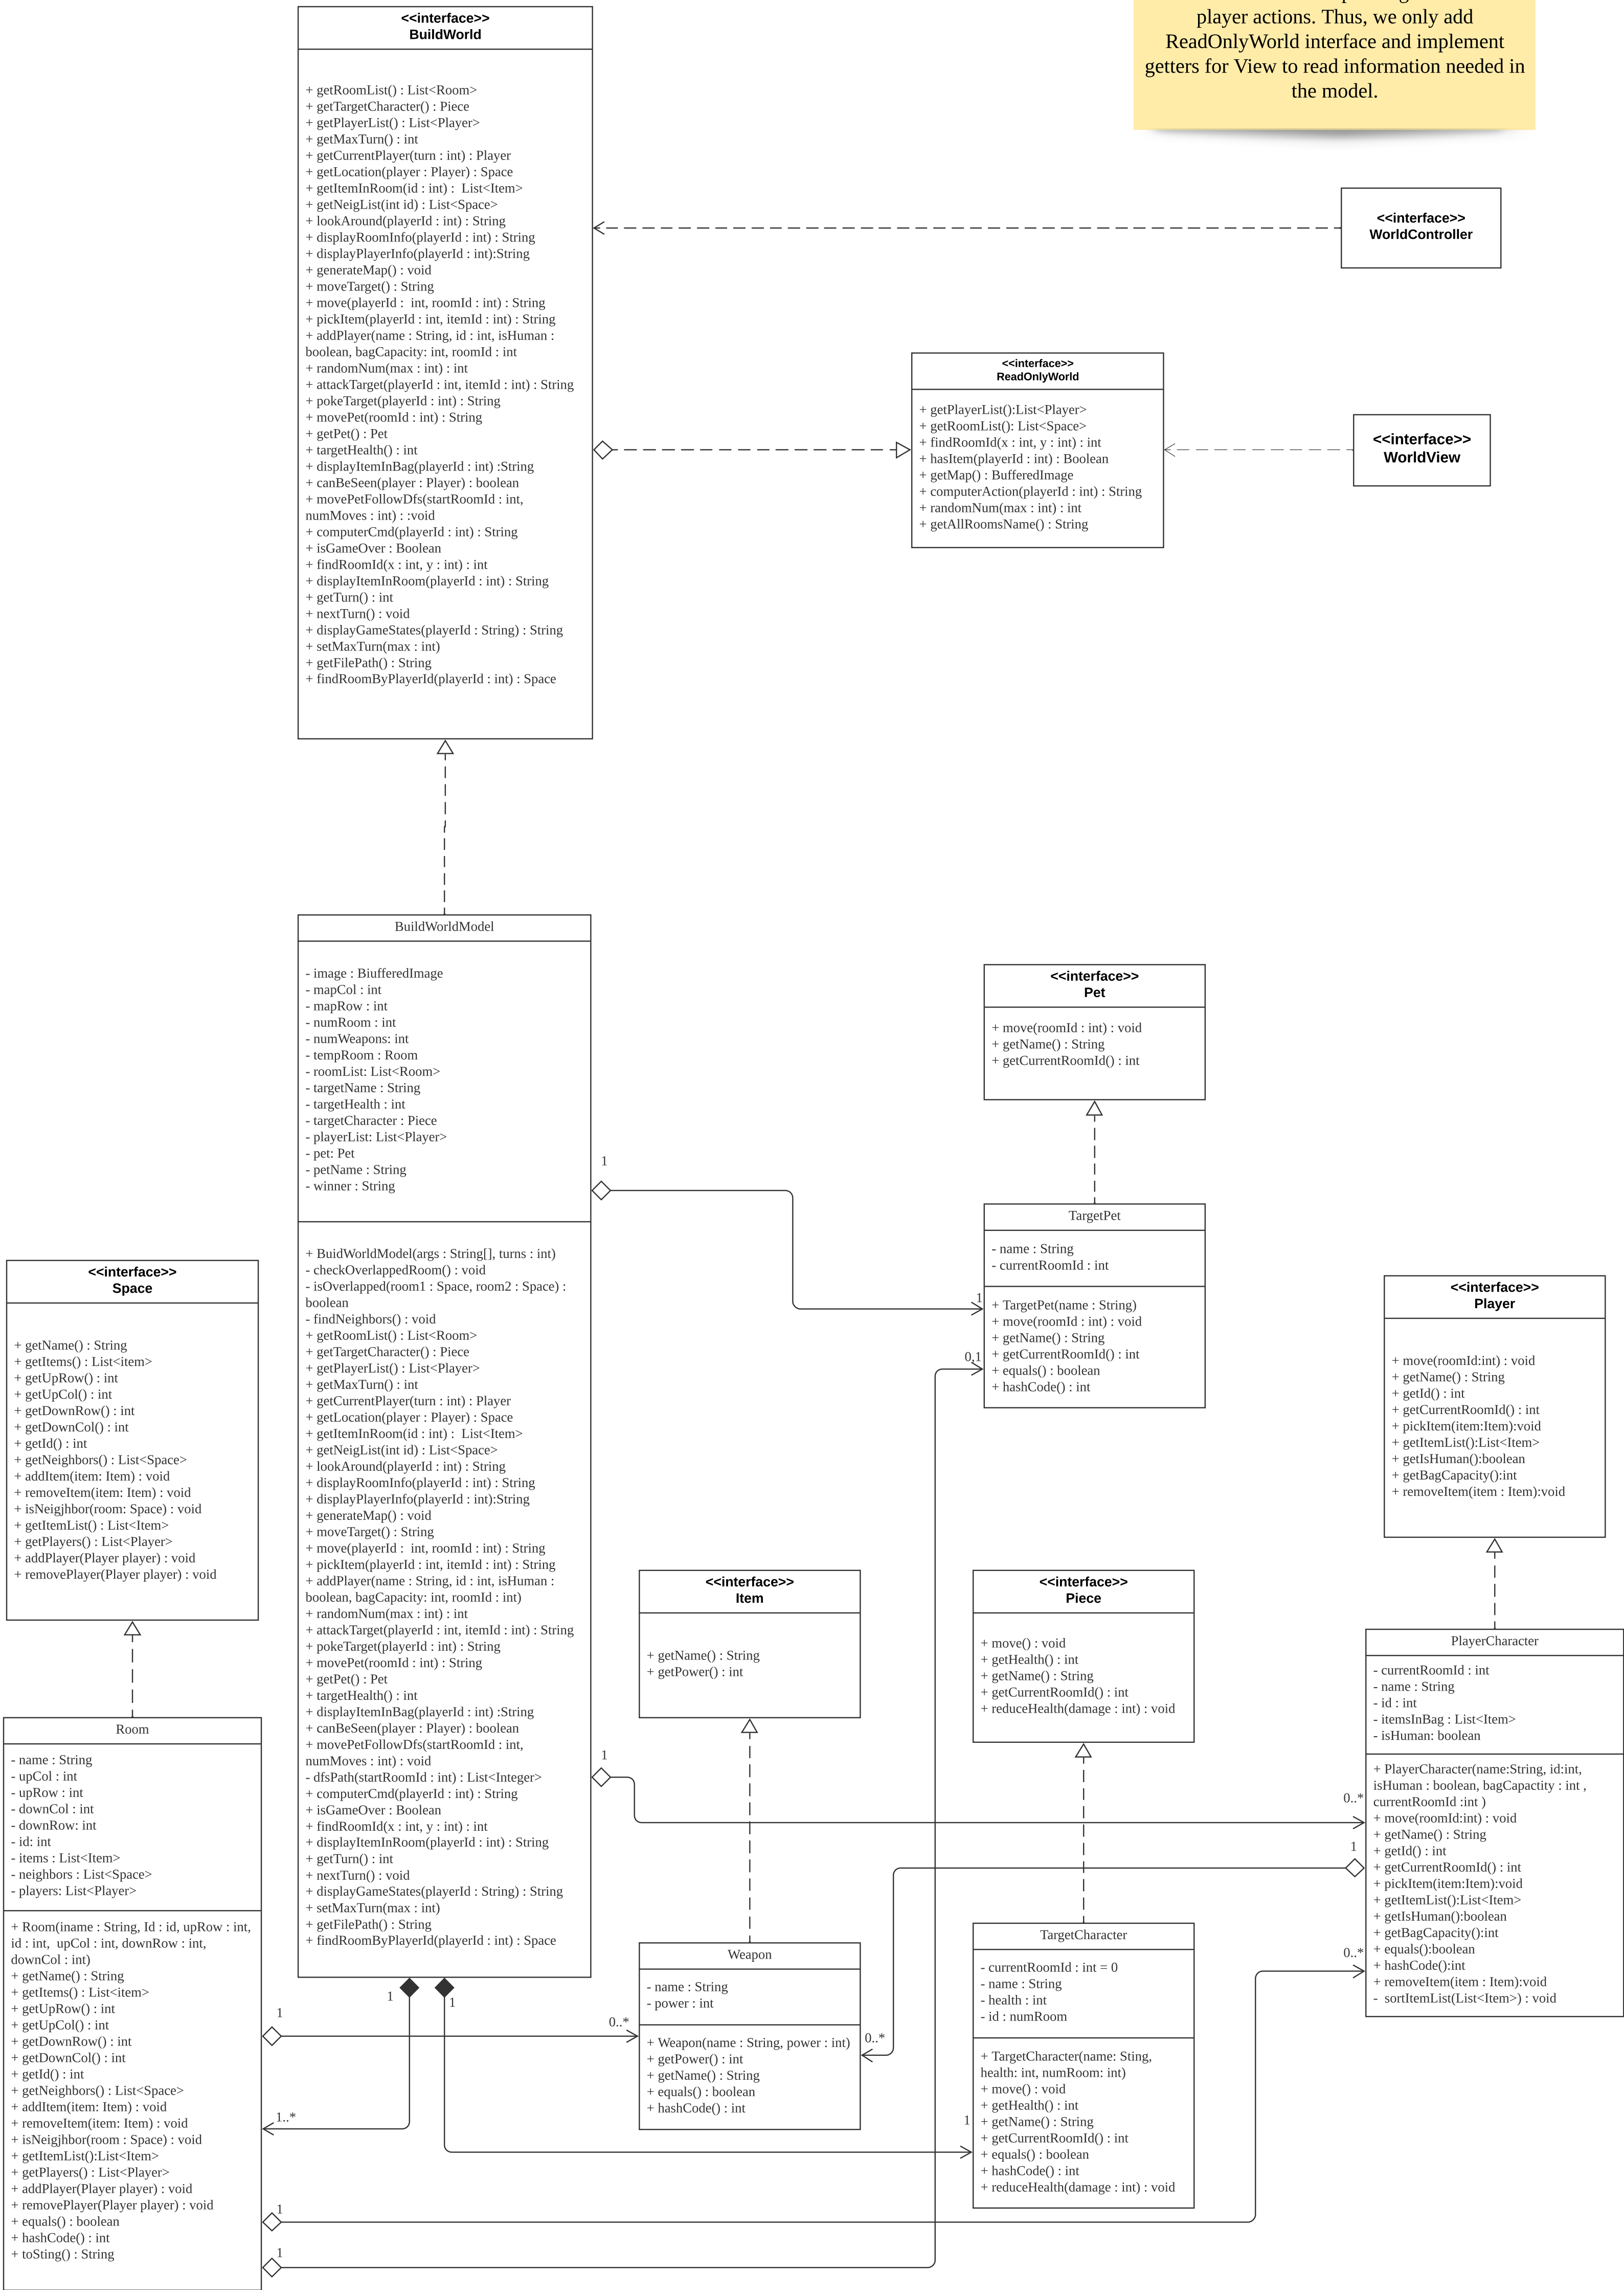 <<interface>>
BuildWorld
+ getRoomList() : List<Room>
+ getTargetCharacter() : Piece
+ getPlayerList() : List<Player>
+ getMaxTurn() : int
+ getCurrentPlayer(turn : int) : Player
+ getLocation(player : Player) : Space
+ getItemInRoom(id : int) :  List<Item>
+ getNeigList(int id) : List<Space>
+ lookAround(playerId : int) : String
+ displayRoomInfo(playerId : int) : String
+ displayPlayerInfo(playerId : int):String
+ generateMap() : void
+ moveTarget() : String
+ move(playerId :  int, roomId : int) : String
+ pickItem(playerId : int, itemId : int) : String
+ addPlayer(name : String, id : int, isHuman :
boolean, bagCapacity: int, roomId : int
+ randomNum(max : int) : int
+ attackTarget(playerId : int, itemId : int) : String
+ pokeTarget(playerId : int) : String
+ movePet(roomId : int) : String
+ getPet() : Pet
+ targetHealth() : int
+ displayItemInBag(playerId : int) :String
+ canBeSeen(player : Player) : boolean
+ movePetFollowDfs(startRoomId : int,
numMoves : int) : :void
+ computerCmd(playerId : int) : String
+ isGameOver : Boolean
+ findRoomId(x : int, y : int) : int
+ displayItemInRoom(playerId : int) : String
+ getTurn() : int
+ nextTurn() : void
+ displayGameStates(playerId : String) : String
+ setMaxTurn(max : int)
+ getFilePath() : String
+ findRoomByPlayerId(playerId : int) : Space
player actions. Thus, we only add
ReadOnlyWorld interface and implement
getters for View to read information needed in
the model.
<<interface>>
WorldController
<<interface>>
ReadOnlyWorld
+ getPlayerList():List<Player>
+ getRoomList(): List<Space>
+ findRoomId(x : int, y : int) : int
+ hasItem(playerId : int) : Boolean
+ getMap() : BufferedImage
+ computerAction(playerId : int) : String
+ randomNum(max : int) : int
+ getAllRoomsName() : String
<<interface>>
WorldView
BuildWorldModel
- image : BiufferedImage
- mapCol : int
- mapRow : int
- numRoom : int
- numWeapons: int
- tempRoom : Room
- roomList: List<Room>
- targetName : String
- targetHealth : int
- targetCharacter : Piece
- playerList: List<Player>
- pet: Pet
- petName : String
- winner : String
+ BuidWorldModel(args : String[], turns : int)
- checkOverlappedRoom() : void
- isOverlapped(room1 : Space, room2 : Space) :
boolean
- findNeighbors() : void
+ getRoomList() : List<Room>
+ getTargetCharacter() : Piece
+ getPlayerList() : List<Player>
+ getMaxTurn() : int
+ getCurrentPlayer(turn : int) : Player
+ getLocation(player : Player) : Space
+ getItemInRoom(id : int) :  List<Item>
+ getNeigList(int id) : List<Space>
+ lookAround(playerId : int) : String
+ displayRoomInfo(playerId : int) : String
+ displayPlayerInfo(playerId : int):String
+ generateMap() : void
+ moveTarget() : String
+ move(playerId :  int, roomId : int) : String
+ pickItem(playerId : int, itemId : int) : String
+ addPlayer(name : String, id : int, isHuman :
boolean, bagCapacity: int, roomId : int)
+ randomNum(max : int) : int
+ attackTarget(playerId : int, itemId : int) : String
+ pokeTarget(playerId : int) : String
+ movePet(roomId : int) : String
+ getPet() : Pet
+ targetHealth() : int
+ displayItemInBag(playerId : int) :String
+ canBeSeen(player : Player) : boolean
+ movePetFollowDfs(startRoomId : int,
numMoves : int) : void
- dfsPath(startRoomId : int) : List<Integer>
+ computerCmd(playerId : int) : String
+ isGameOver : Boolean
+ findRoomId(x : int, y : int) : int
+ displayItemInRoom(playerId : int) : String
+ getTurn() : int
+ nextTurn() : void
+ displayGameStates(playerId : String) : String
+ setMaxTurn(max : int)
+ getFilePath() : String
+ findRoomByPlayerId(playerId : int) : Space
<<interface>>
Pet
+ move(roomId : int) : void
+ getName() : String
+ getCurrentRoomId() : int
TargetPet
- name : String
- currentRoomId : int
+ TargetPet(name : String)
+ move(roomId : int) : void
+ getName() : String
+ getCurrentRoomId() : int
+ equals() : boolean
+ hashCode() : int
1
1
0,1
<<interface>>
Space
+ getName() : String
+ getItems() : List<item>
+ getUpRow() : int
+ getUpCol() : int
+ getDownRow() : int
+ getDownCol() : int
+ getId() : int
+ getNeighbors() : List<Space>
+ addItem(item: Item) : void
+ removeItem(item: Item) : void
+ isNeigjhbor(room: Space) : void
+ getItemList() : List<Item>
+ getPlayers() : List<Player>
+ addPlayer(Player player) : void
+ removePlayer(Player player) : void
<<interface>>
Player
+ move(roomId:int) : void
+ getName() : String
+ getId() : int
+ getCurrentRoomId() : int
+ pickItem(item:Item):void
+ getItemList():List<Item>
+ getIsHuman():boolean
+ getBagCapacity():int
+ removeItem(item : Item):void
<<interface>>
Item
+ getName() : String
+ getPower() : int
<<interface>>
Piece
+ move() : void
+ getHealth() : int
+ getName() : String
+ getCurrentRoomId() : int
+ reduceHealth(damage : int) : void
PlayerCharacter
- currentRoomId : int
- name : String
- id : int
- itemsInBag : List<Item>
- isHuman: boolean
+ PlayerCharacter(name:String, id:int,
isHuman : boolean, bagCapactity : int ,
currentRoomId :int )
+ move(roomId:int) : void
+ getName() : String
+ getId() : int
+ getCurrentRoomId() : int
+ pickItem(item:Item):void
+ getItemList():List<Item>
+ getIsHuman():boolean
+ getBagCapacity():int
+ equals():boolean
+ hashCode():int
+ removeItem(item : Item):void
-  sortItemList(List<Item>) : void
1
0..*
1
0..*
Room
- name : String
- upCol : int
- upRow : int
- downCol : int
- downRow: int
- id: int
- items : List<Item>
- neighbors : List<Space>
- players: List<Player>
+ Room(iname : String, Id : id, upRow : int,
id : int,  upCol : int, downRow : int,
downCol : int)
+ getName() : String
+ getItems() : List<item>
+ getUpRow() : int
+ getUpCol() : int
+ getDownRow() : int
+ getDownCol() : int
+ getId() : int
+ getNeighbors() : List<Space>
+ addItem(item: Item) : void
+ removeItem(item: Item) : void
+ isNeigjhbor(room : Space) : void
+ getItemList():List<Item>
+ getPlayers() : List<Player>
+ addPlayer(Player player) : void
+ removePlayer(Player player) : void
+ equals() : boolean
+ hashCode() : int
+ toSting() : String
1
1
1
0..*
0..*
1..*
1
Weapon
- name : String
- power : int
+ Weapon(name : String, power : int)
+ getPower() : int
+ getName() : String
+ equals() : boolean
+ hashCode() : int
TargetCharacter
- currentRoomId : int = 0
- name : String
- health : int
- id : numRoom
+ TargetCharacter(name: Sting,
health: int, numRoom: int)
+ move() : void
+ getHealth() : int
+ getName() : String
+ getCurrentRoomId() : int
+ equals() : boolean
+ hashCode() : int
+ reduceHealth(damage : int) : void
1
1